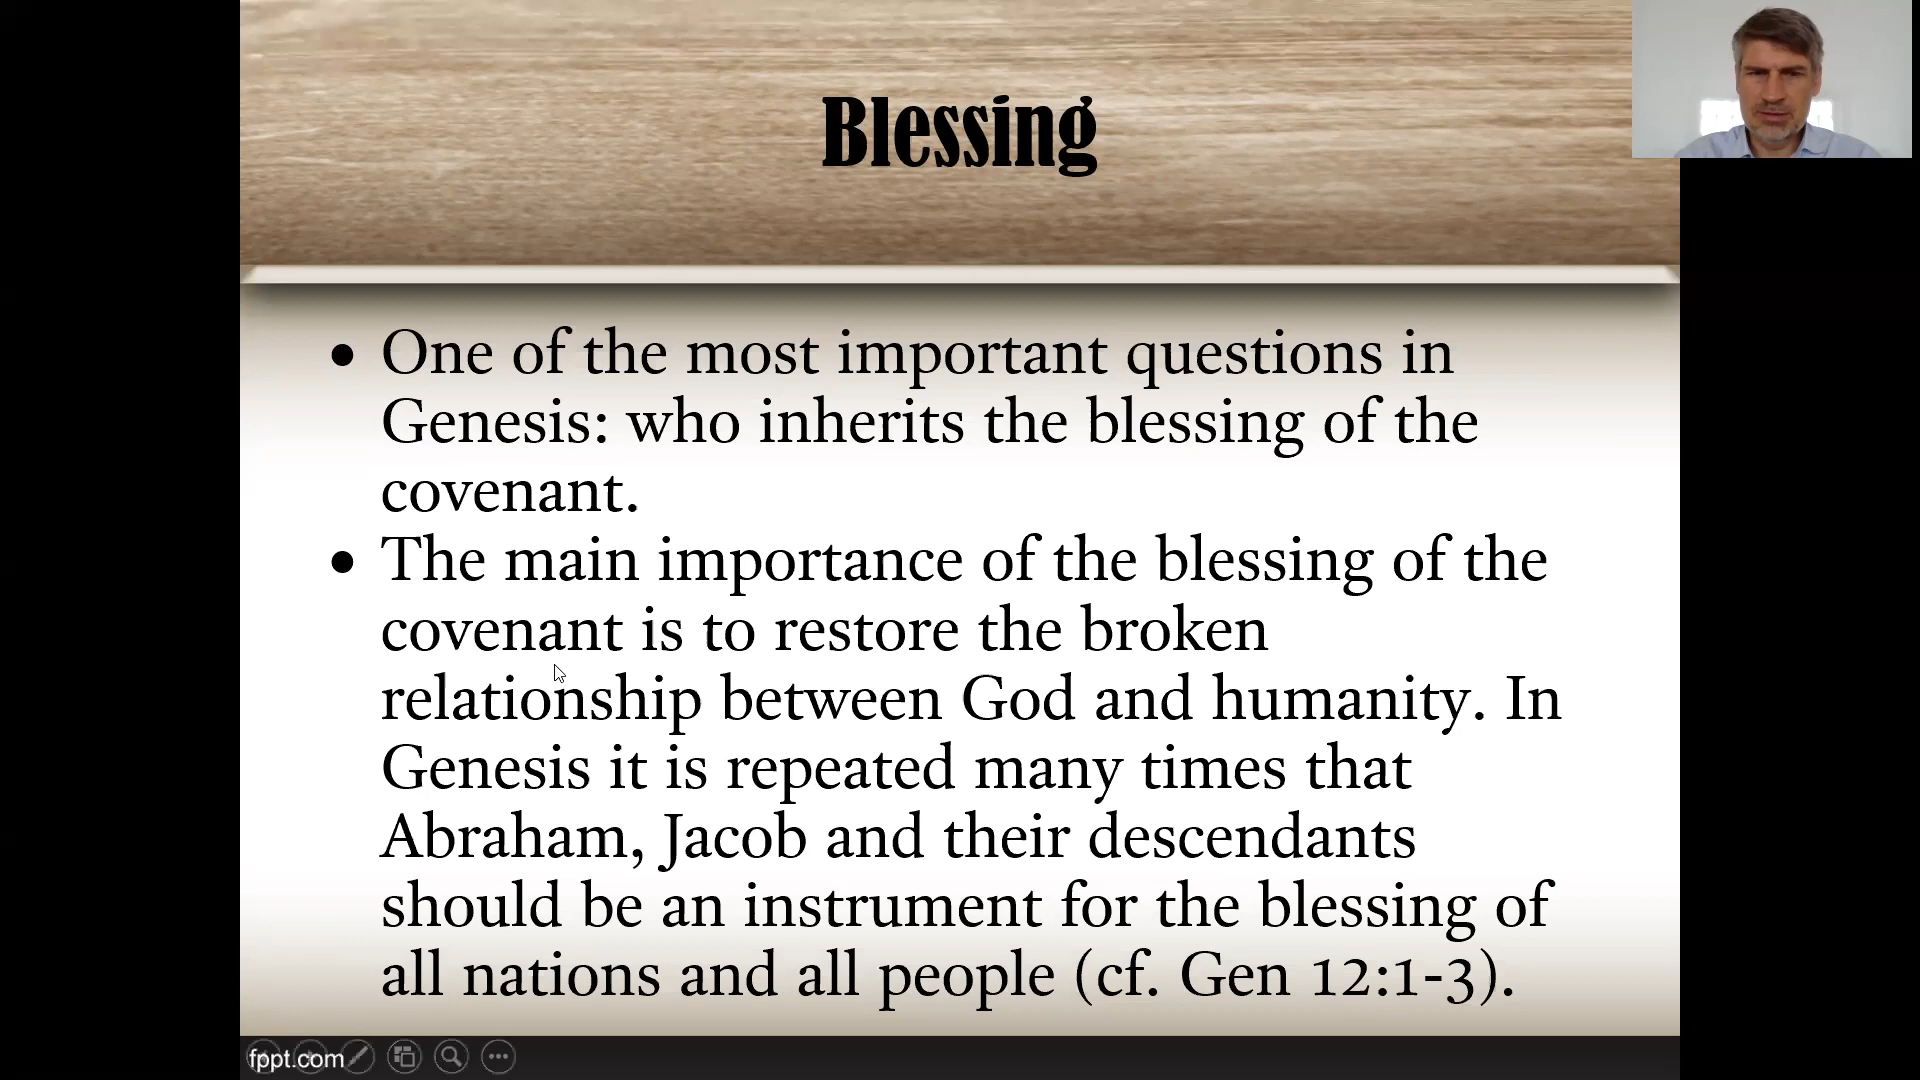 Blessing
• One of the most important questions in
Genesis: who inherits the blessing of the
covenant.
• The main importance of the blessing of the
covenant is to restore the broken
relationship between God and humanity. In
Genesis it is repeated many times that
Abraham, Jacob and their descendants
should be an instrument for the blessing of
all nations and all people (cf. Gen 12:1-3).
fppt.com